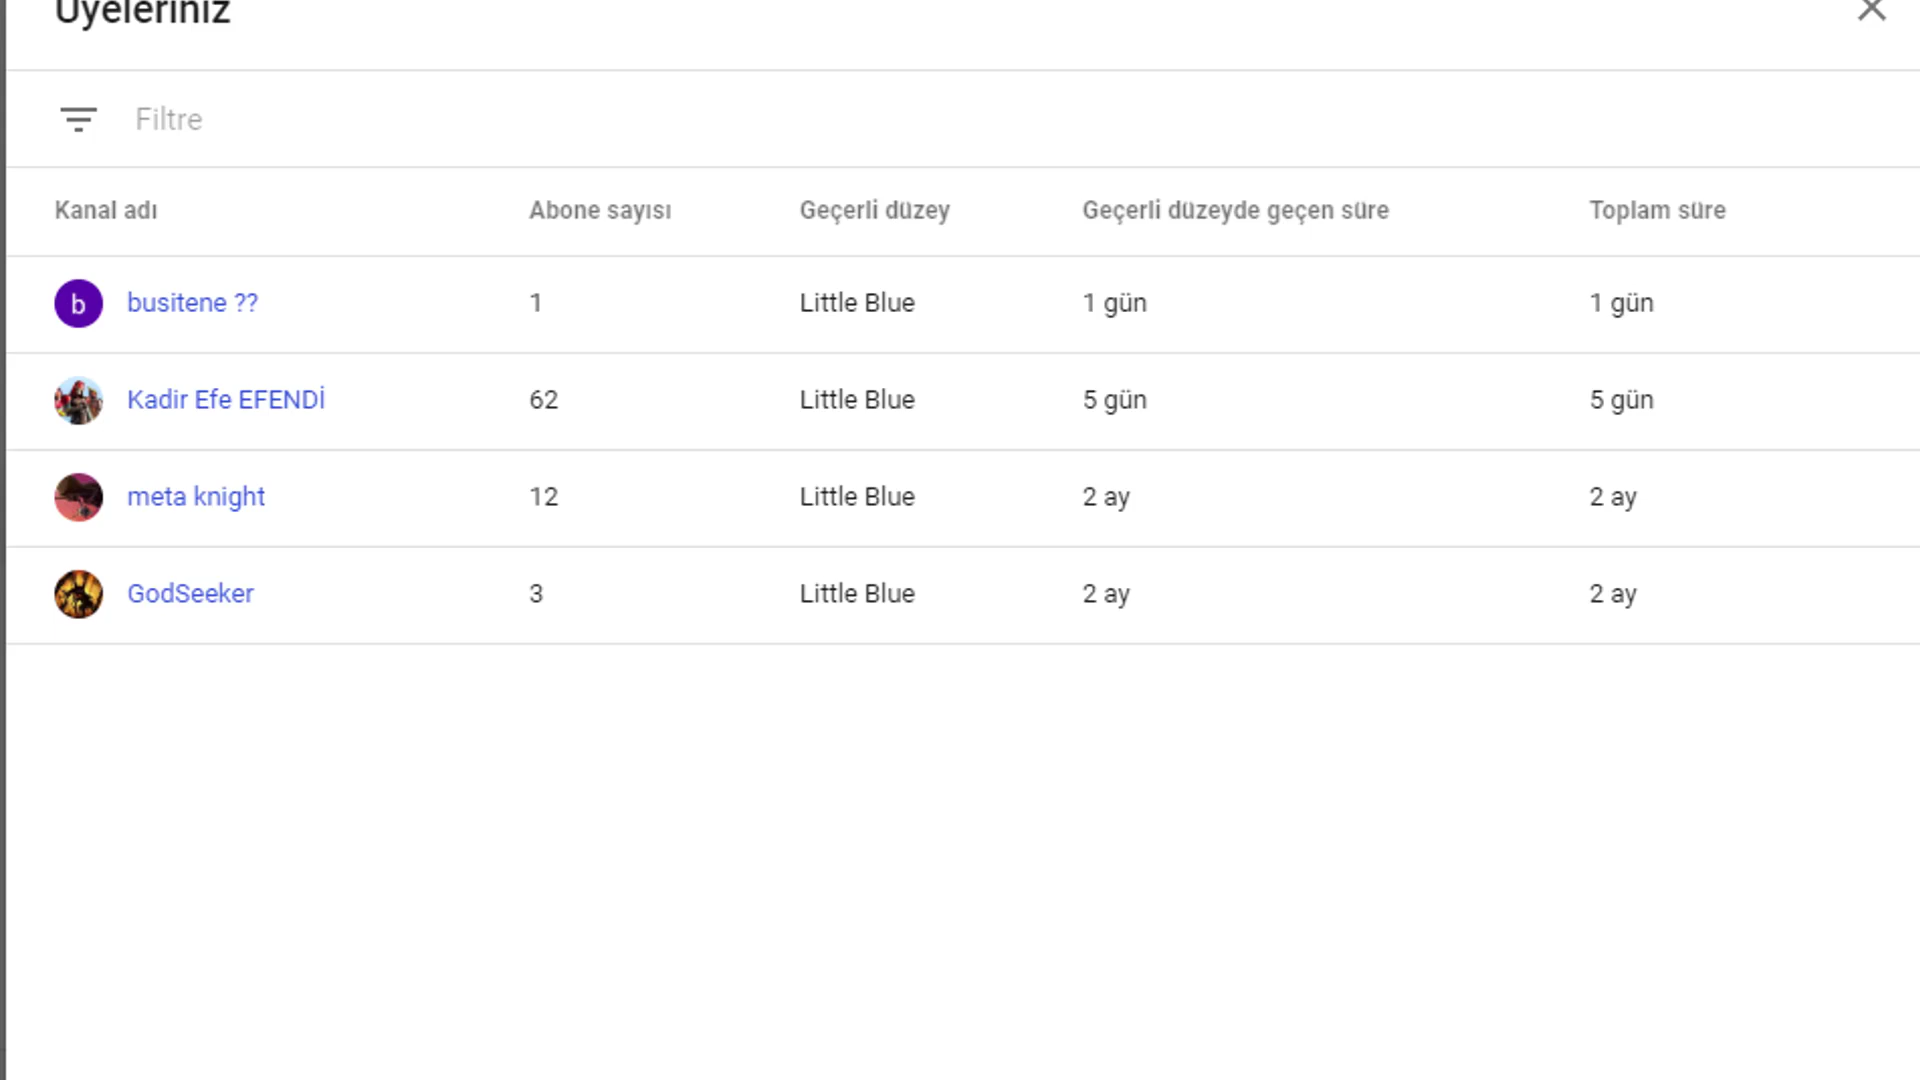 Üyeleriniz
Filtre
Kanal adı Abone sayısı Geçerli düzey Geçerli düzeyde geçen süre Toplam süre
b busitene ?? 1 Little Blue 1 gün 1 gün
Kadir Efe EFENDİ 62 Little Blue 5 gün 5 gün
meta knight 12 Little Blue 2 ay 2 ay
GodSeeker 3 Little Blue 2 ay 2 ay